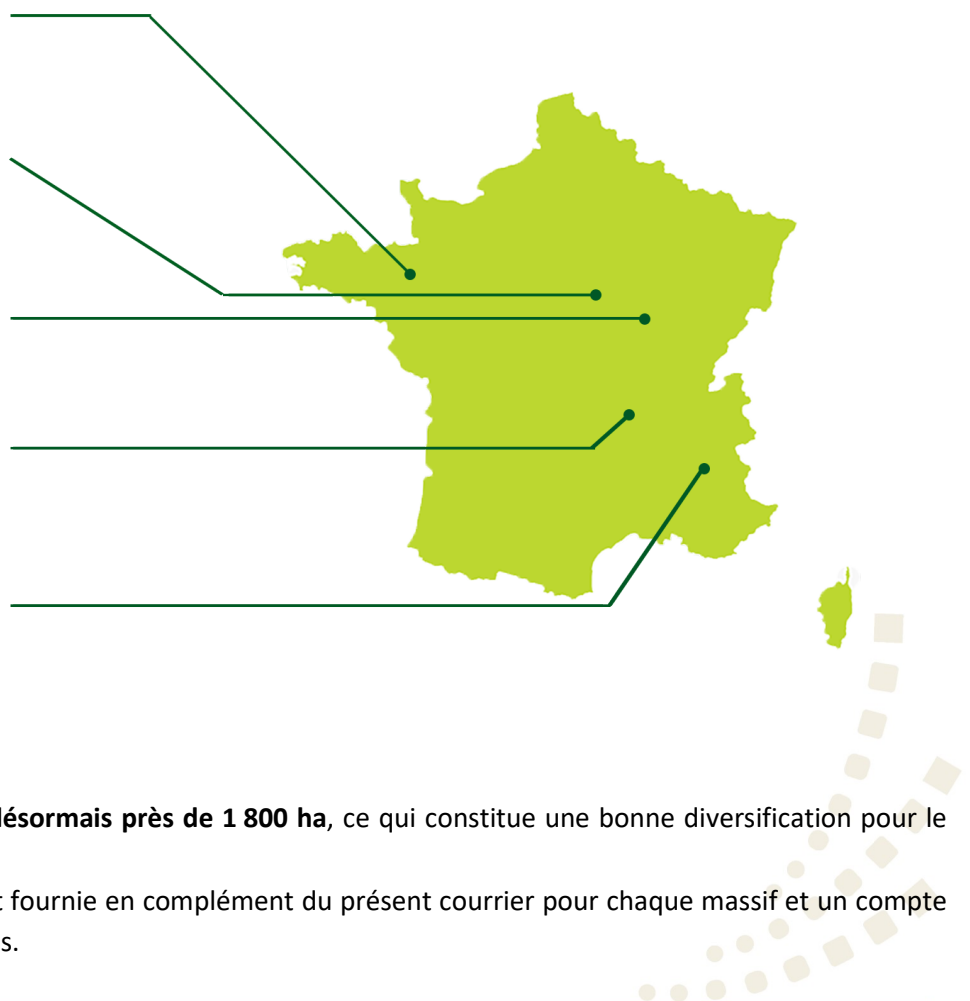 désormais près de 1 800 ha, ce qui constitue une bonne diversification pour le
fournie en complément du présent courrier pour chaque massif et un compte
s.